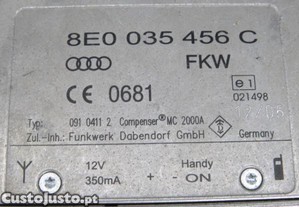 8E0 035 456 C
FKW
CE 0681
e 1
021498
Typ: 091 0411 2 Compenser® MC 2000A
Zul.-Inh.: Funkwerk Dabendorf GmbH Germany
12V Handy
350mA + - ON
CustoJusto.pt